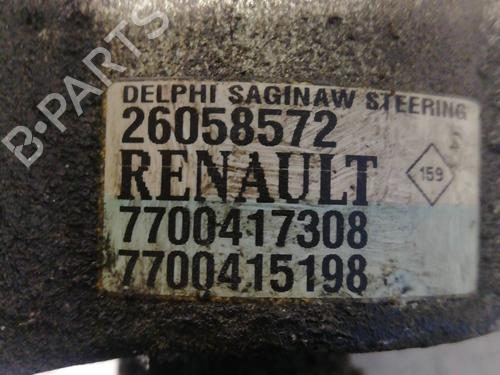 DELPHI SAGINAW STEERING
26058572
RENAULT
159
7700417308
7700415198
B-PARTS